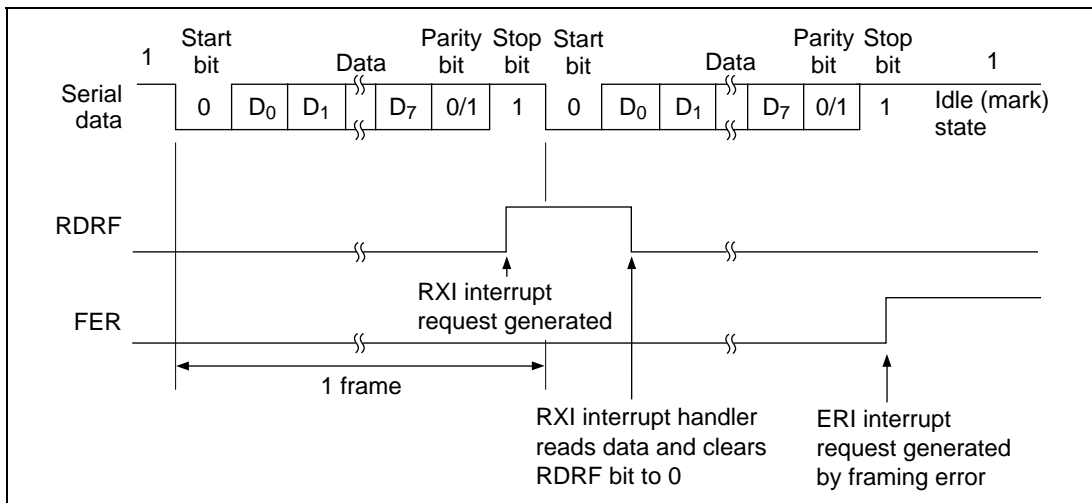 1
Start bit
Data
Parity bit
Stop bit
Start bit
Data
Parity bit
Stop bit
1
Serial data
0 D0 D1 D7 0/1 1 0 D0 D1 D7 0/1 1
Idle (mark) state
RDRF
RXI interrupt
request generated
FER
1 frame
RXI interrupt handler
reads data and clears
RDRF bit to 0
ERI interrupt
request generated
by framing error